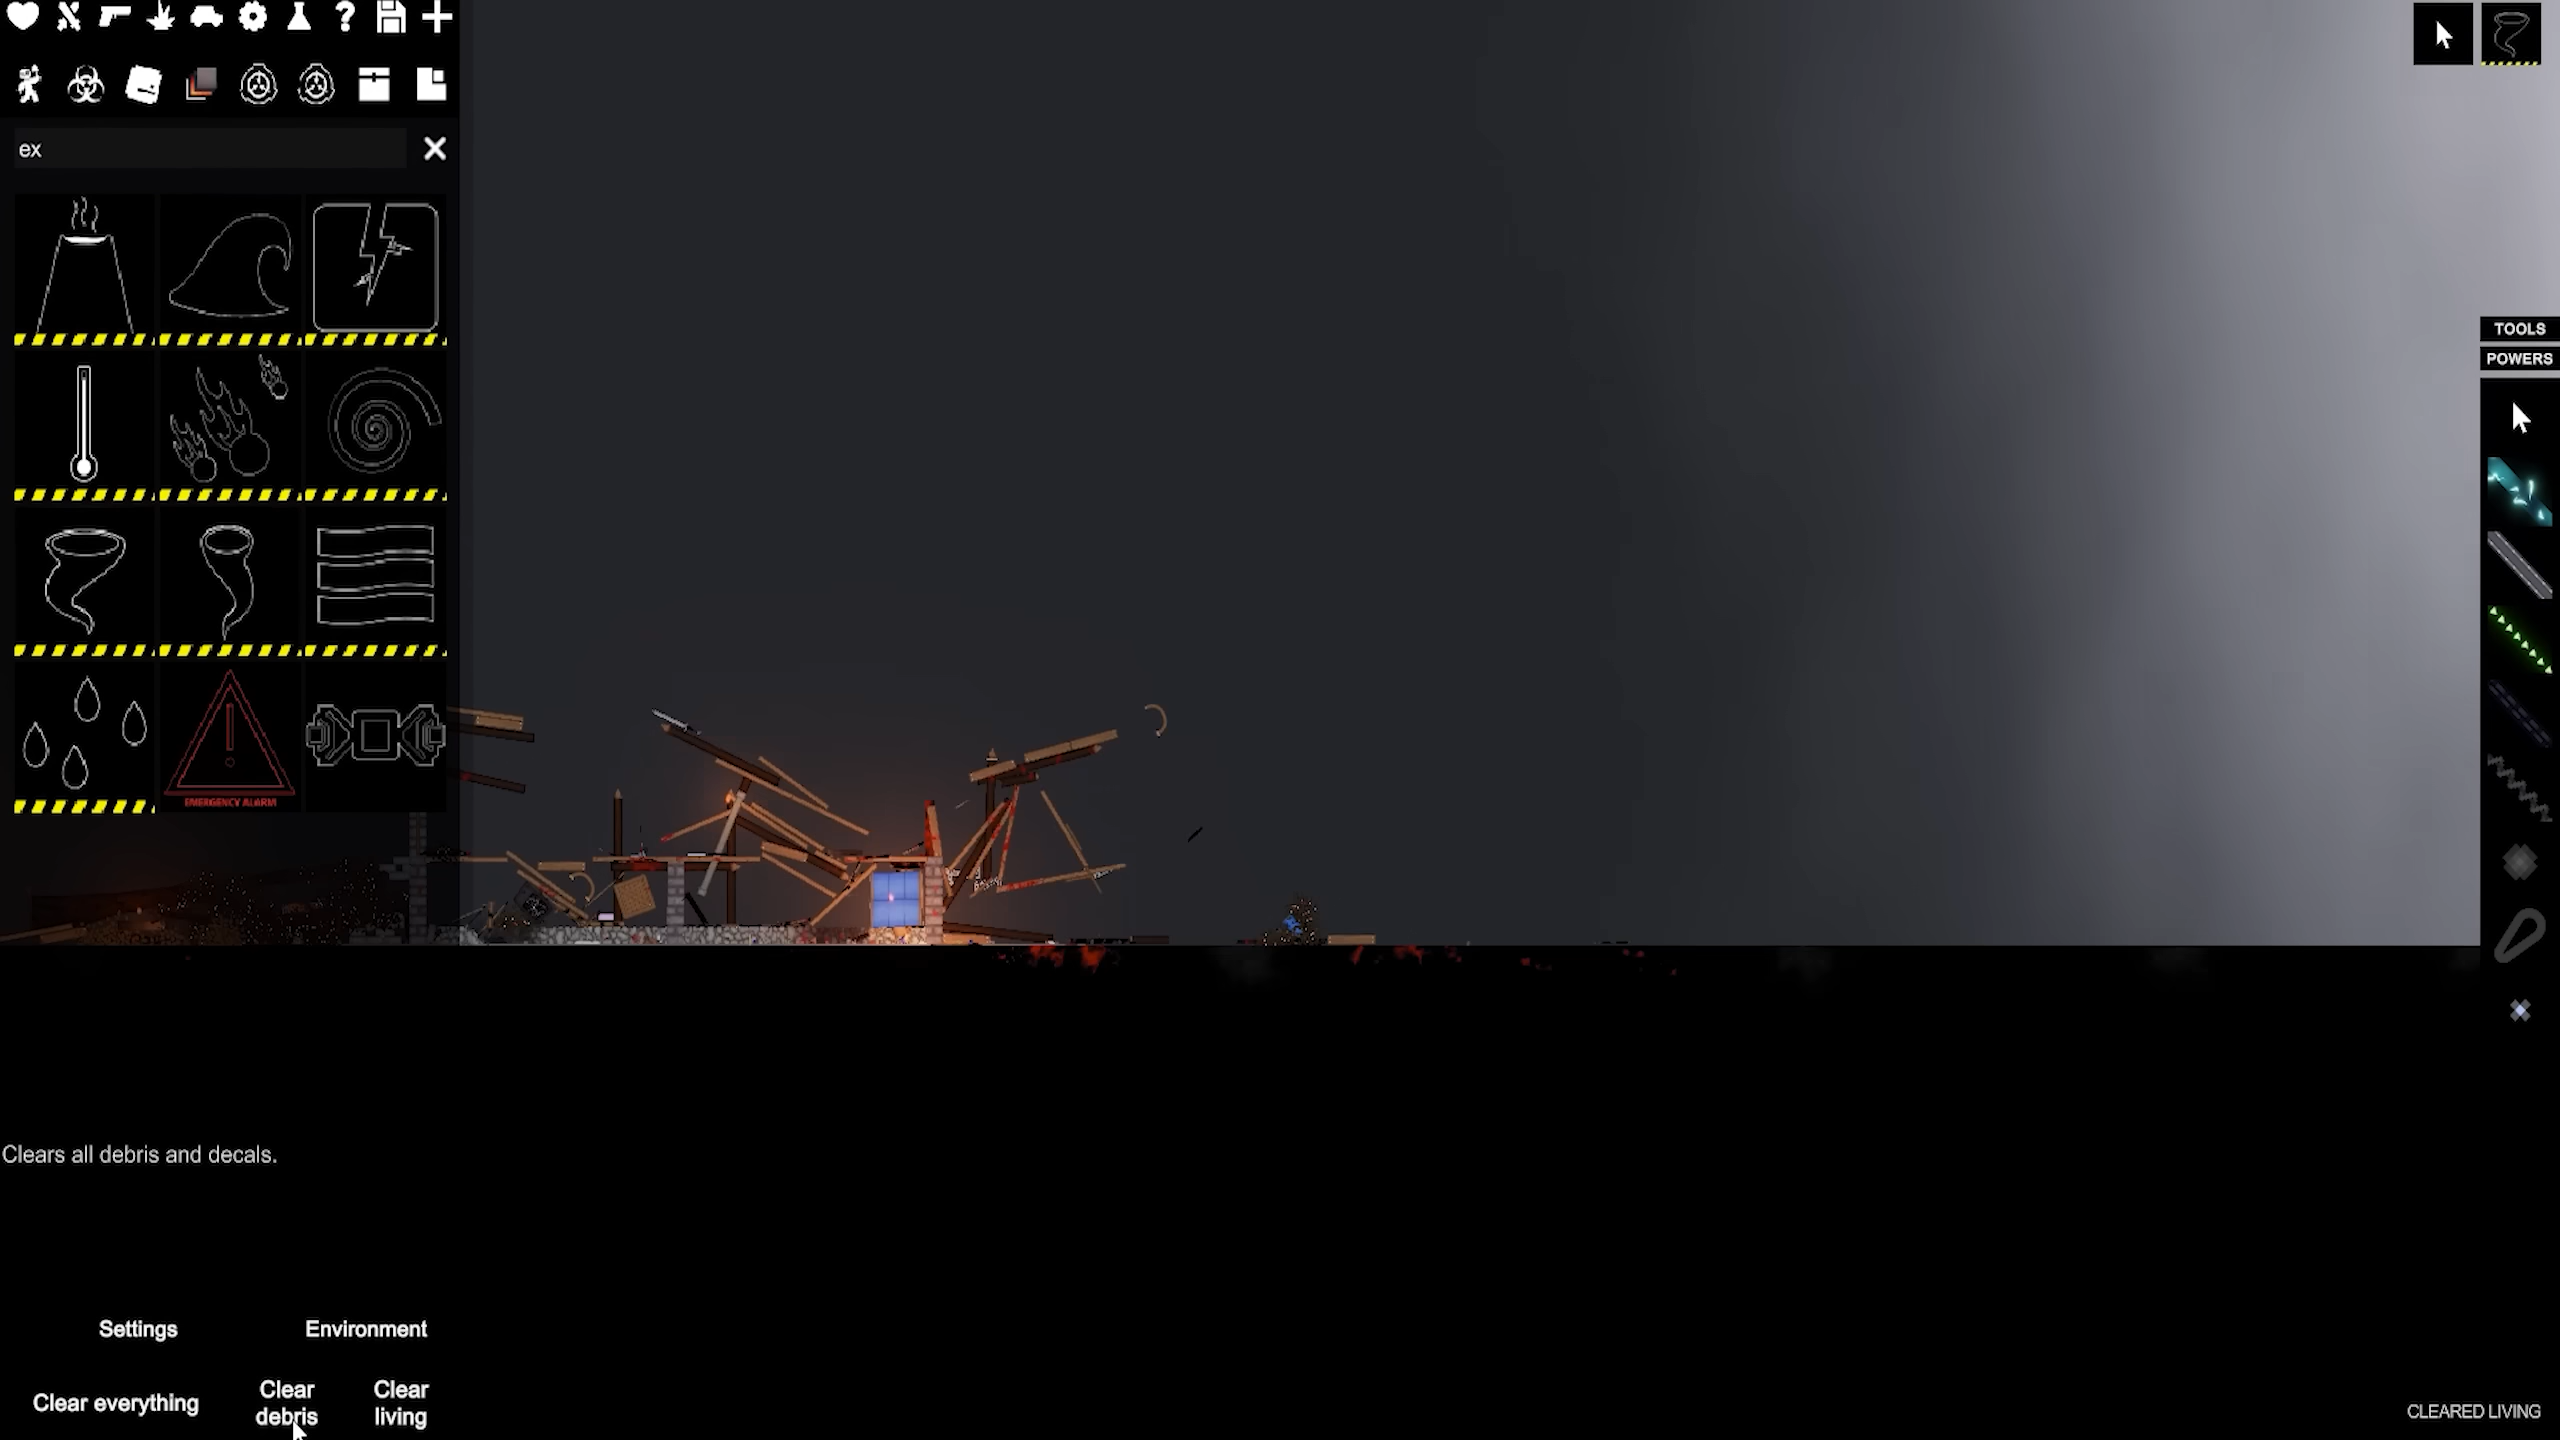 ex
TOOLS
POWERS
EMERGENCY ALARM
Clears all debris and decals.
Settings
Environment
Clear everything
Clear
debris
Clear
living
CLEARED LIVING